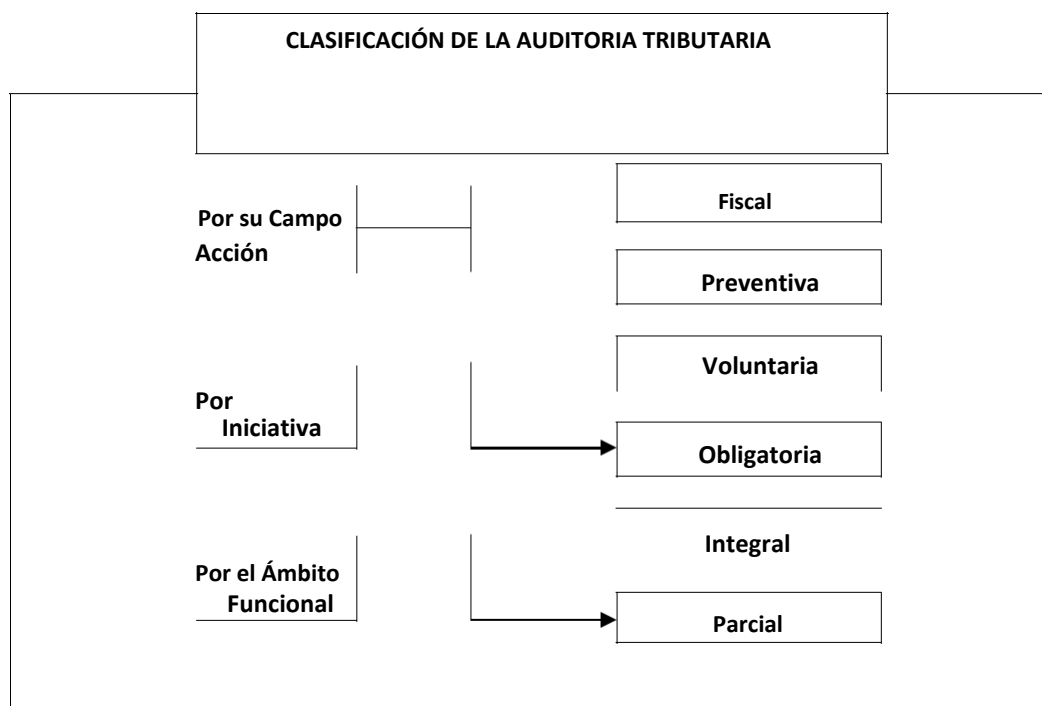 CLASIFICACIÓN DE LA AUDITORIA TRIBUTARIA
Por su Campo
Acción
Fiscal
Preventiva
Por
Iniciativa
Voluntaria
Obligatoria
Por el Ámbito
Funcional
Integral
Parcial